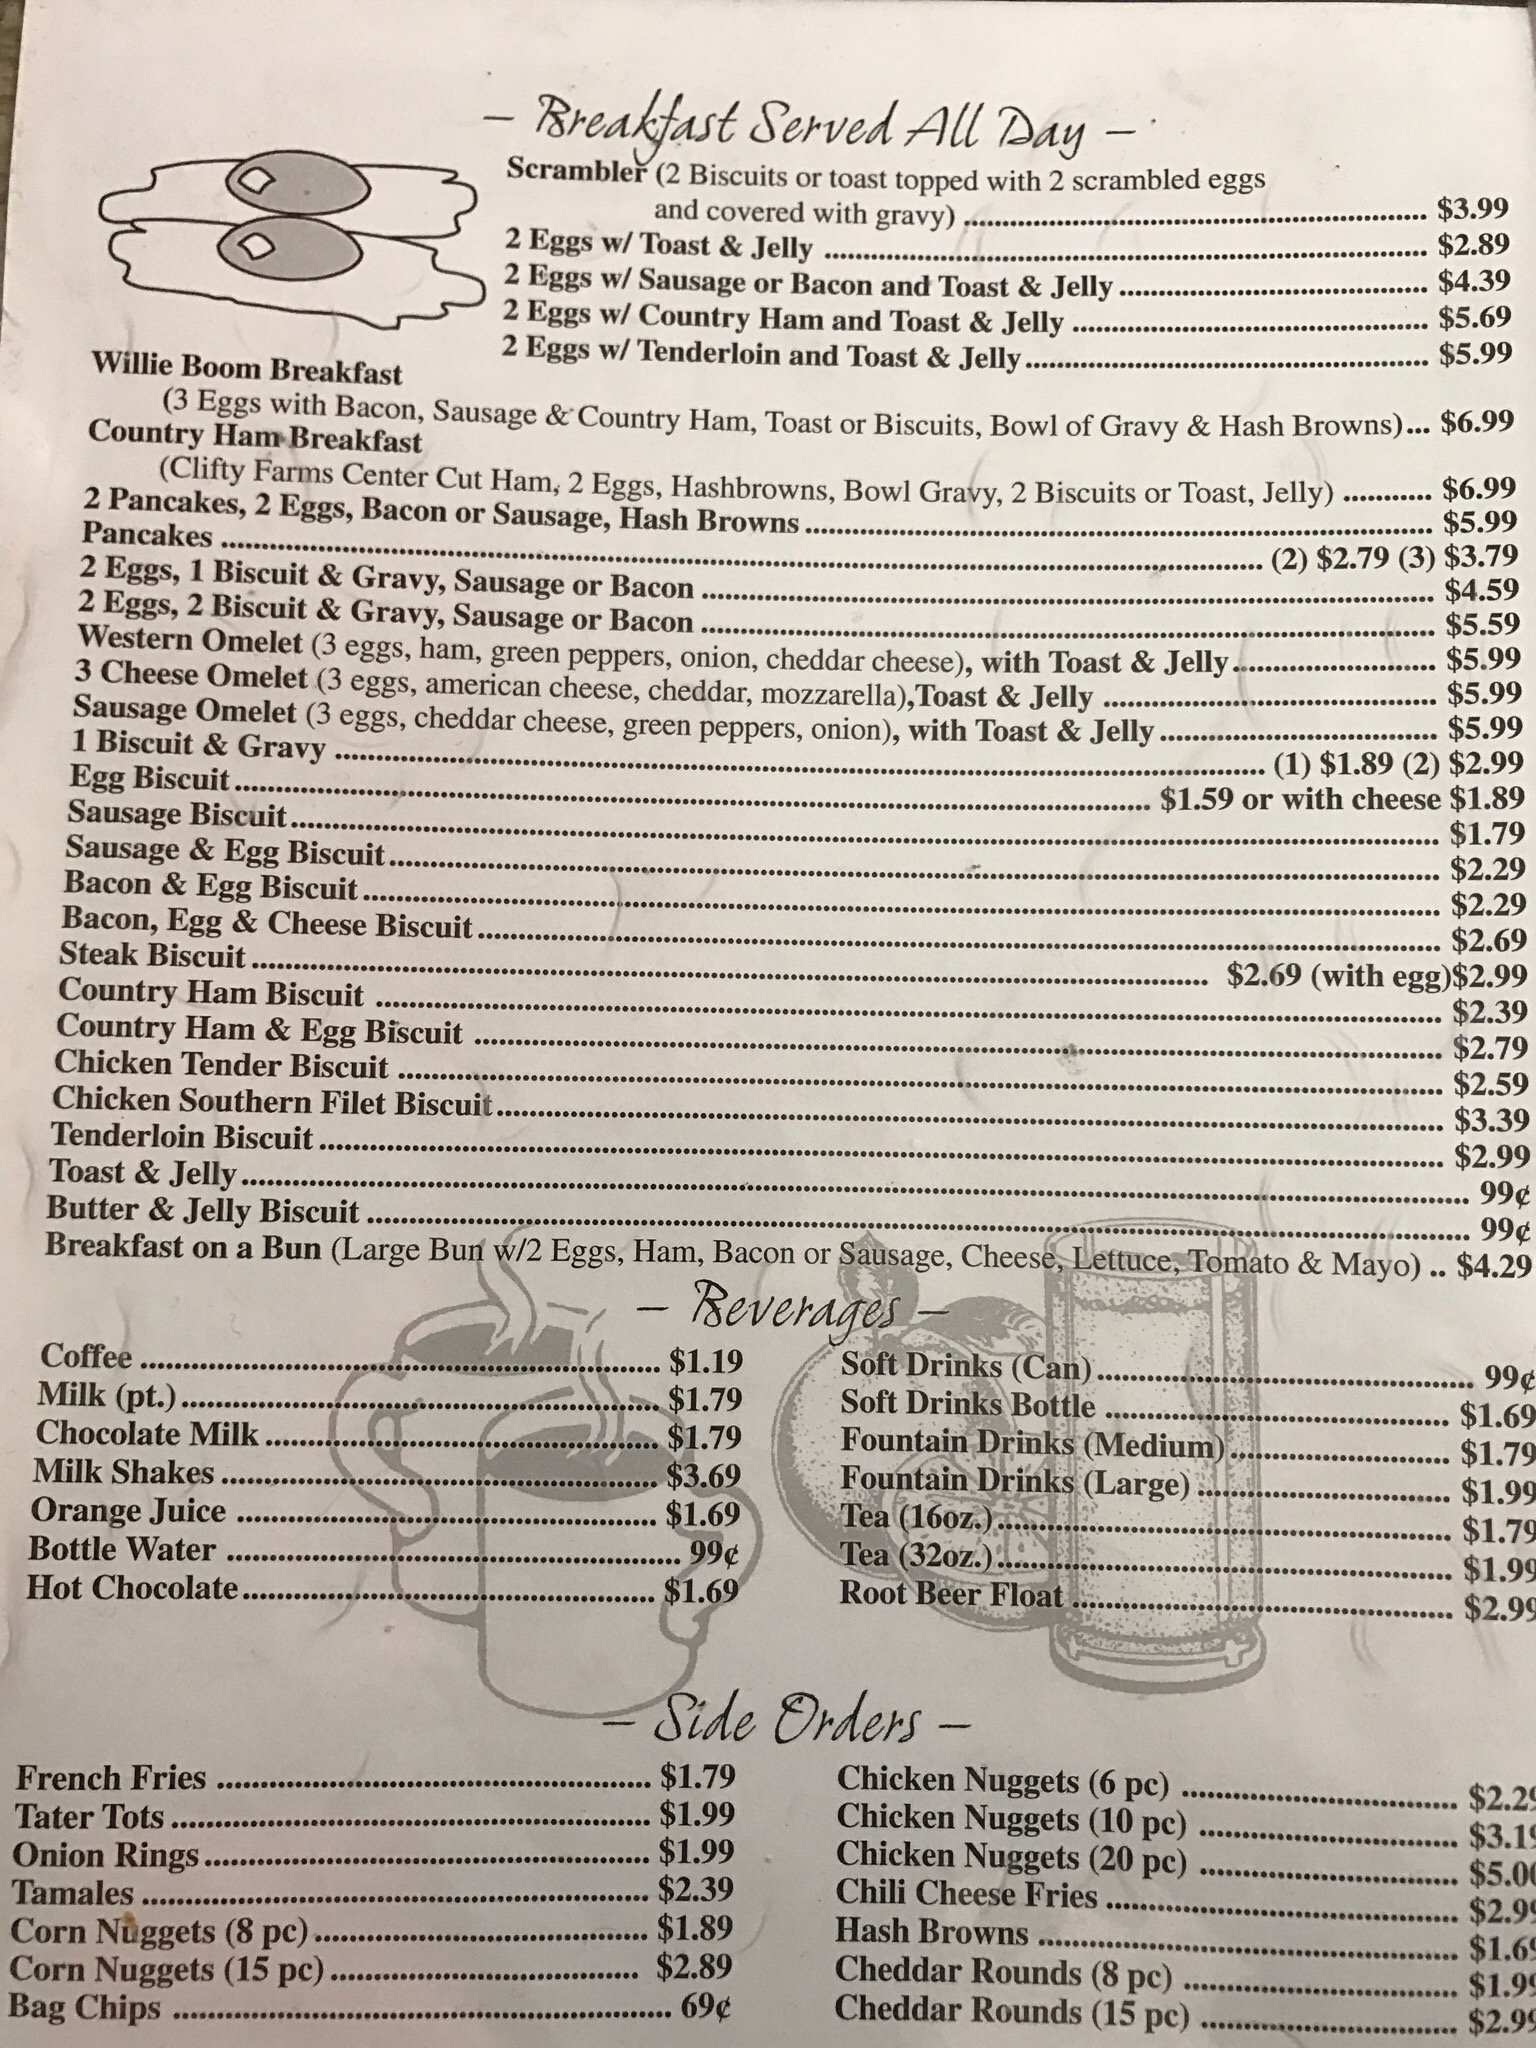 – Breakfast Served All Day –
Scrambler (2 Biscuits or toast topped with 2 scrambled eggs
and covered with gravy) ........ $3.99
2 Eggs w/ Toast & Jelly ........ $2.89
2 Eggs w/ Sausage or Bacon and Toast & Jelly ........ $4.39
2 Eggs w/ Country Ham and Toast & Jelly ........ $5.69
2 Eggs w/ Tenderloin and Toast & Jelly ........ $5.99
Willie Boom Breakfast
(3 Eggs with Bacon, Sausage & Country Ham, Toast or Biscuits, Bowl of Gravy & Hash Browns)... $6.99
Country Ham Breakfast
(Clifty Farms Center Cut Ham, 2 Eggs, Hashbrowns, Bowl Gravy, 2 Biscuits or Toast, Jelly) ........ $6.99
2 Pancakes, 2 Eggs, Bacon or Sausage, Hash Browns ........ $5.99
Pancakes ........ (2) $2.79 (3) $3.79
2 Eggs, 1 Biscuit & Gravy, Sausage or Bacon ........ $4.59
2 Eggs, 2 Biscuit & Gravy, Sausage or Bacon ........ $5.59
Western Omelet (3 eggs, ham, green peppers, onion, cheddar cheese), with Toast & Jelly ........ $5.99
3 Cheese Omelet (3 eggs, american cheese, cheddar, mozzarella),Toast & Jelly ........ $5.99
Sausage Omelet (3 eggs, cheddar cheese, green peppers, onion), with Toast & Jelly ........ $5.99
1 Biscuit & Gravy ........ (1) $1.89 (2) $2.99
Egg Biscuit ........ $1.59 or with cheese $1.89
Sausage Biscuit ........ $1.79
Sausage & Egg Biscuit ........ $2.29
Bacon & Egg Biscuit ........ $2.29
Bacon, Egg & Cheese Biscuit ........ $2.69
Steak Biscuit ........ $2.69 (with egg)$2.99
Country Ham Biscuit ........ $2.39
Country Ham & Egg Biscuit ........ $2.79
Chicken Tender Biscuit ........ $2.59
Chicken Southern Filet Biscuit ........ $3.39
Tenderloin Biscuit ........ $2.99
Toast & Jelly ........ 99¢
Butter & Jelly Biscuit ........ 99¢
Breakfast on a Bun (Large Bun w/2 Eggs, Ham, Bacon or Sausage, Cheese, Lettuce, Tomato & Mayo) .. $4.29
– Beverages –
Coffee ........ $1.19
Milk (pt.) ........ $1.79
Chocolate Milk ........ $1.79
Milk Shakes ........ $3.69
Orange Juice ........ $1.69
Bottle Water ........ 99¢
Hot Chocolate ........ $1.69
Soft Drinks (Can) ........ 99¢
Soft Drinks Bottle ........ $1.69
Fountain Drinks (Medium) ........ $1.79
Fountain Drinks (Large) ........ $1.99
Tea (16oz.) ........ $1.79
Tea (32oz.) ........ $1.99
Root Beer Float ........ $2.99
– Side Orders –
French Fries ........ $1.79
Tater Tots ........ $1.99
Onion Rings ........ $1.99
Tamales ........ $2.39
Corn Nuggets (8 pc) ........ $1.89
Corn Nuggets (15 pc) ........ $2.89
Bag Chips ........ 69¢
Chicken Nuggets (6 pc) ........ $2.29
Chicken Nuggets (10 pc) ........ $3.19
Chicken Nuggets (20 pc) ........ $5.00
Chili Cheese Fries ........ $2.99
Hash Browns ........ $1.69
Cheddar Rounds (8 pc) ........ $1.99
Cheddar Rounds (15 pc) ........ $2.99